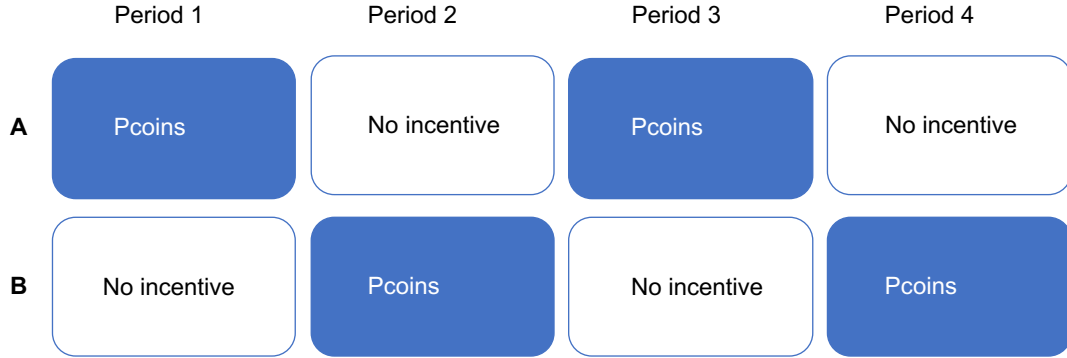 Period 1 Period 2 Period 3 Period 4
A Pcoins No incentive Pcoins No incentive
B No incentive Pcoins No incentive Pcoins